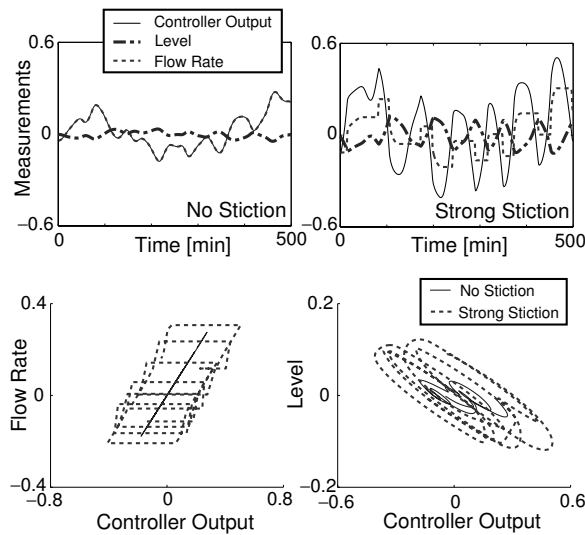 Controller Output
Level
Flow Rate
0.6
0
−0.6
Measurements
No Stiction
0
500
Time [min]
0.6
0
−0.6
Strong Stiction
0
500
Time [min]
0.4
0
−0.4
Flow Rate
−0.8
0
0.8
Controller Output
No Stiction
Strong Stiction
0.2
0
−0.2
Level
−0.6
0
0.6
Controller Output